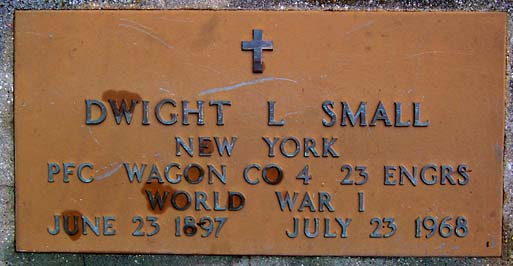 DWIGHT L SMALL
NEW YORK
PFC WAGON CO 4 23 ENGRS
WORLD WAR I
JUNE 23 1897 JULY 23 1968